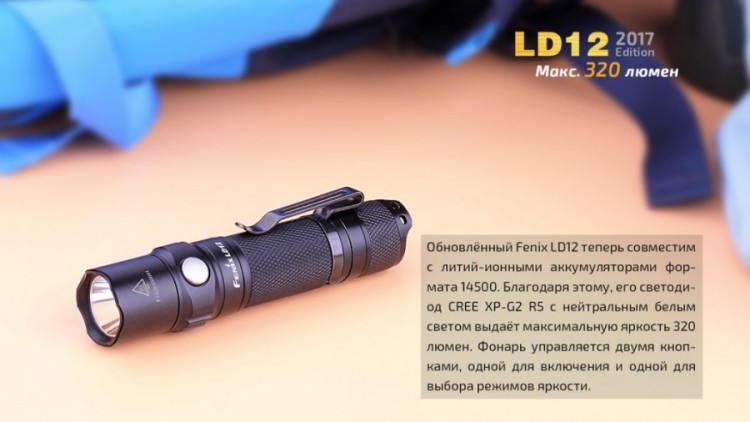 LD12 2017
Edition
Макс. 320 люмен
Fenix LD12
Обновлённый Fenix LD12 теперь совместим
с литий-ионными аккумуляторами фор-
мата 14500. Благодаря этому, его светоди-
од CREE XP-G2 R5 с нейтральным белым
светом выдаёт максимальную яркость 320
люмен. Фонарь управляется двумя кноп-
ками, одной для включения и одной для
выбора режимов яркости.